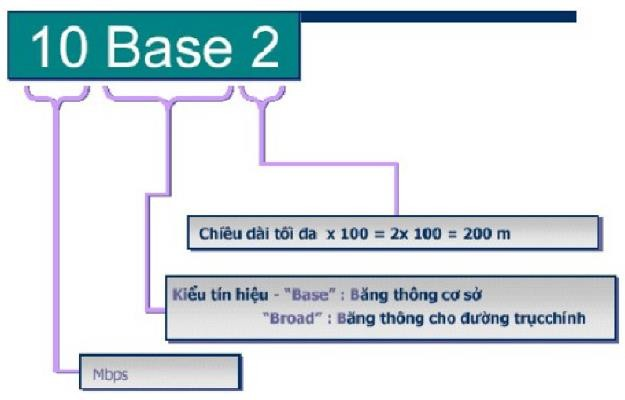 10 Base 2
Chiều dài tối đa x 100 = 2x 100 = 200 m
Kiểu tín hiệu - "Base" : Băng thông cơ sở
"Broad" : Băng thông cho đường trụcchính
Mbps